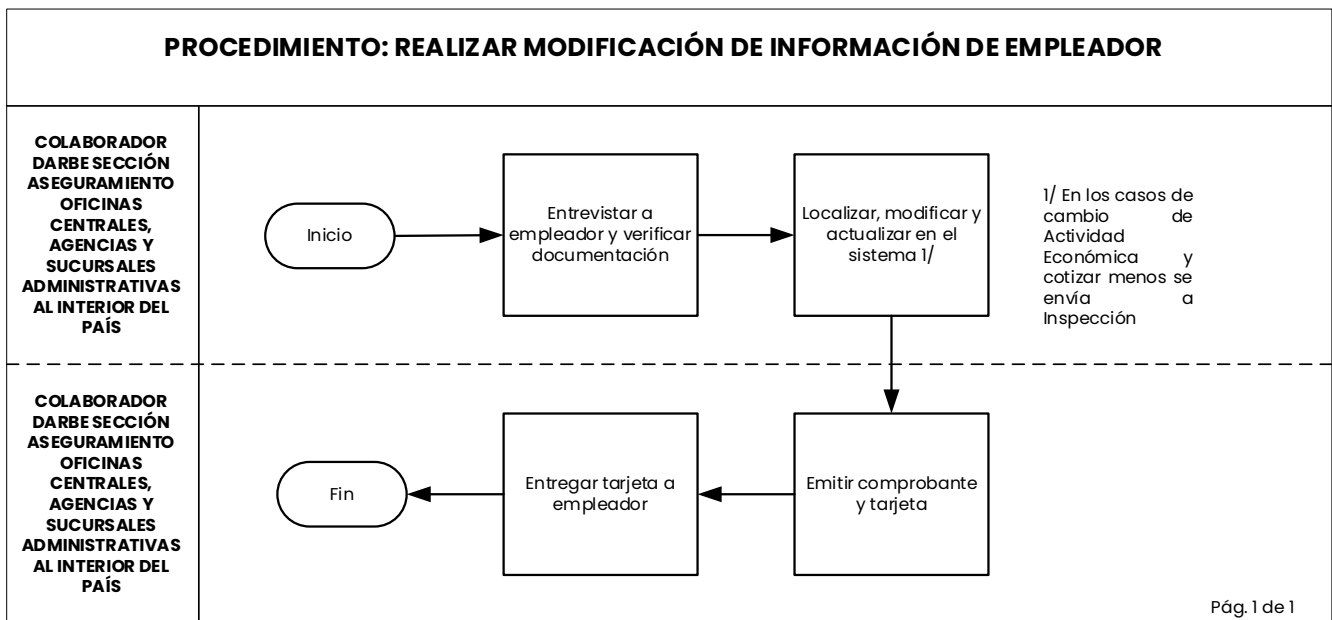 PROCEDIMIENTO: REALIZAR MODIFICACIÓN DE INFORMACIÓN DE EMPLEADOR
COLABORADOR
DARBE SECCIÓN
ASEGURAMIENTO
OFICINAS
CENTRALES,
AGENCIAS Y
SUCURSALES
ADMINISTRATIVAS
AL INTERIOR DEL
PAÍS
Inicio
Entrevistar a
empleador y verificar
documentación
Localizar, modificar y
actualizar en el
sistema 1/
1/ En los casos de
cambio de
Actividad
Económica y
cotizar menos se
envía a
Inspección
COLABORADOR
DARBE SECCIÓN
ASEGURAMIENTO
OFICINAS
CENTRALES,
AGENCIAS Y
SUCURSALES
ADMINISTRATIVAS
AL INTERIOR DEL
PAÍS
Fin
Entregar tarjeta a
empleador
Emitir comprobante
y tarjeta
Pág. 1 de 1